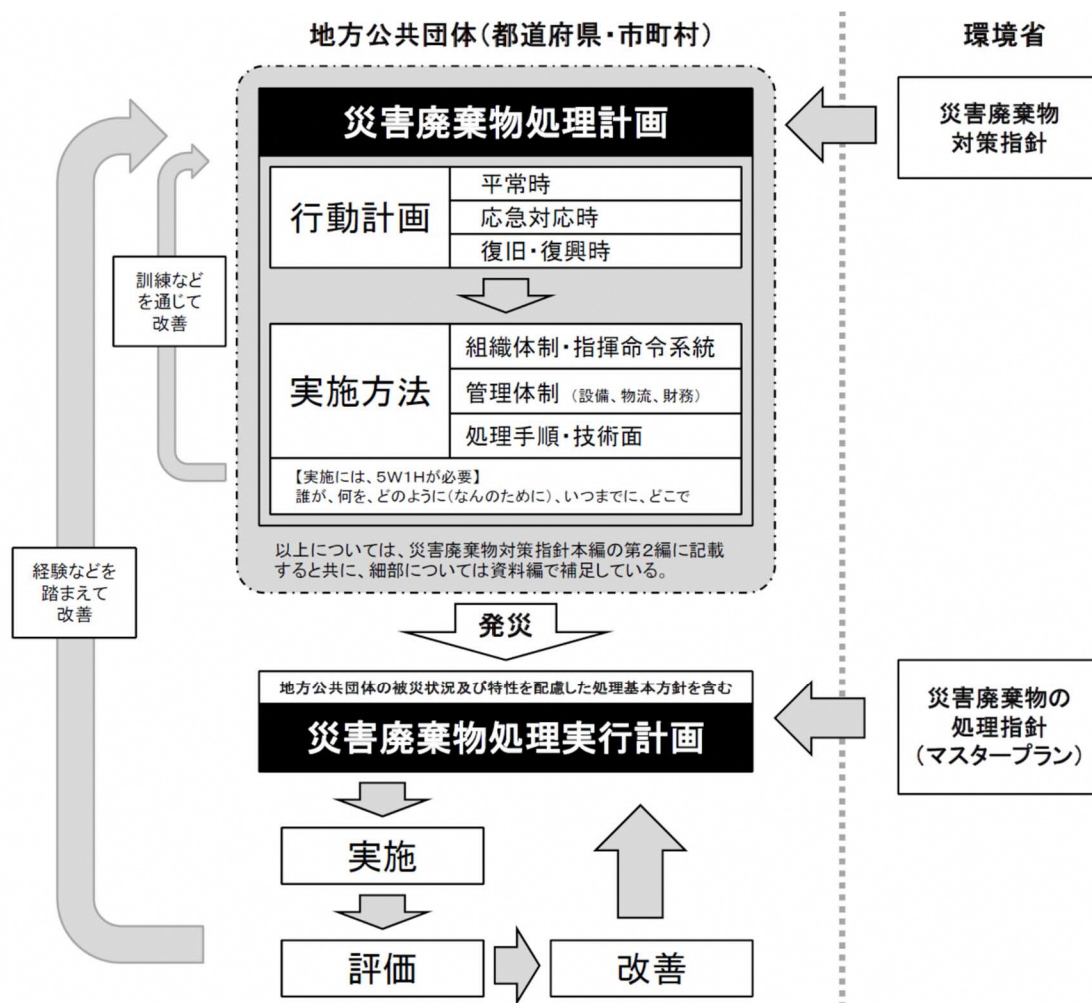 地方公共団体(都道府県・市町村)
環境省
災害廃棄物処理計画
災害廃棄物
対策指針
行動計画
平常時
応急対応時
復旧・復興時
訓練など
を通じて
改善
実施方法
組織体制・指揮命令系統
管理体制 (設備、物流、財務)
処理手順・技術面
【実施には、5W1Hが必要】
誰が、何を、どのように(なんのために)、いつまでに、どこで
以上については、災害廃棄物対策指針本編の第2編に記載
すると共に、細部については資料編で補足している。
経験などを
踏まえて
改善
発災
地方公共団体の被災状況及び特性を配慮した処理基本方針を含む
災害廃棄物処理実行計画
災害廃棄物の
処理指針
(マスタープラン)
実施
評価
改善